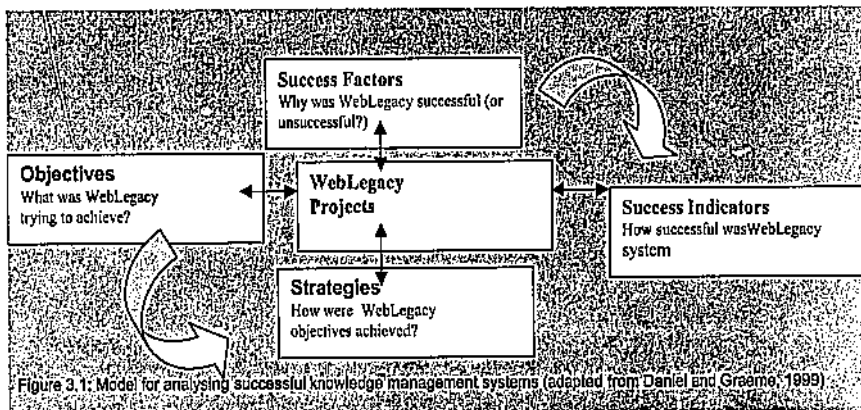 Success Factors
Why was WebLegacy successful (or
unsuccessful?)
Objectives
What was WebLegacy
trying to achieve?
WebLegacy
Projects
Success Indicators
How successful wasWebLegacy
system
Strategies
How were WebLegacy
objectives achieved?
Figure 3.1: Model for analysing successful knowledge management systems (adapted from Daniel and Graeme, 1999)